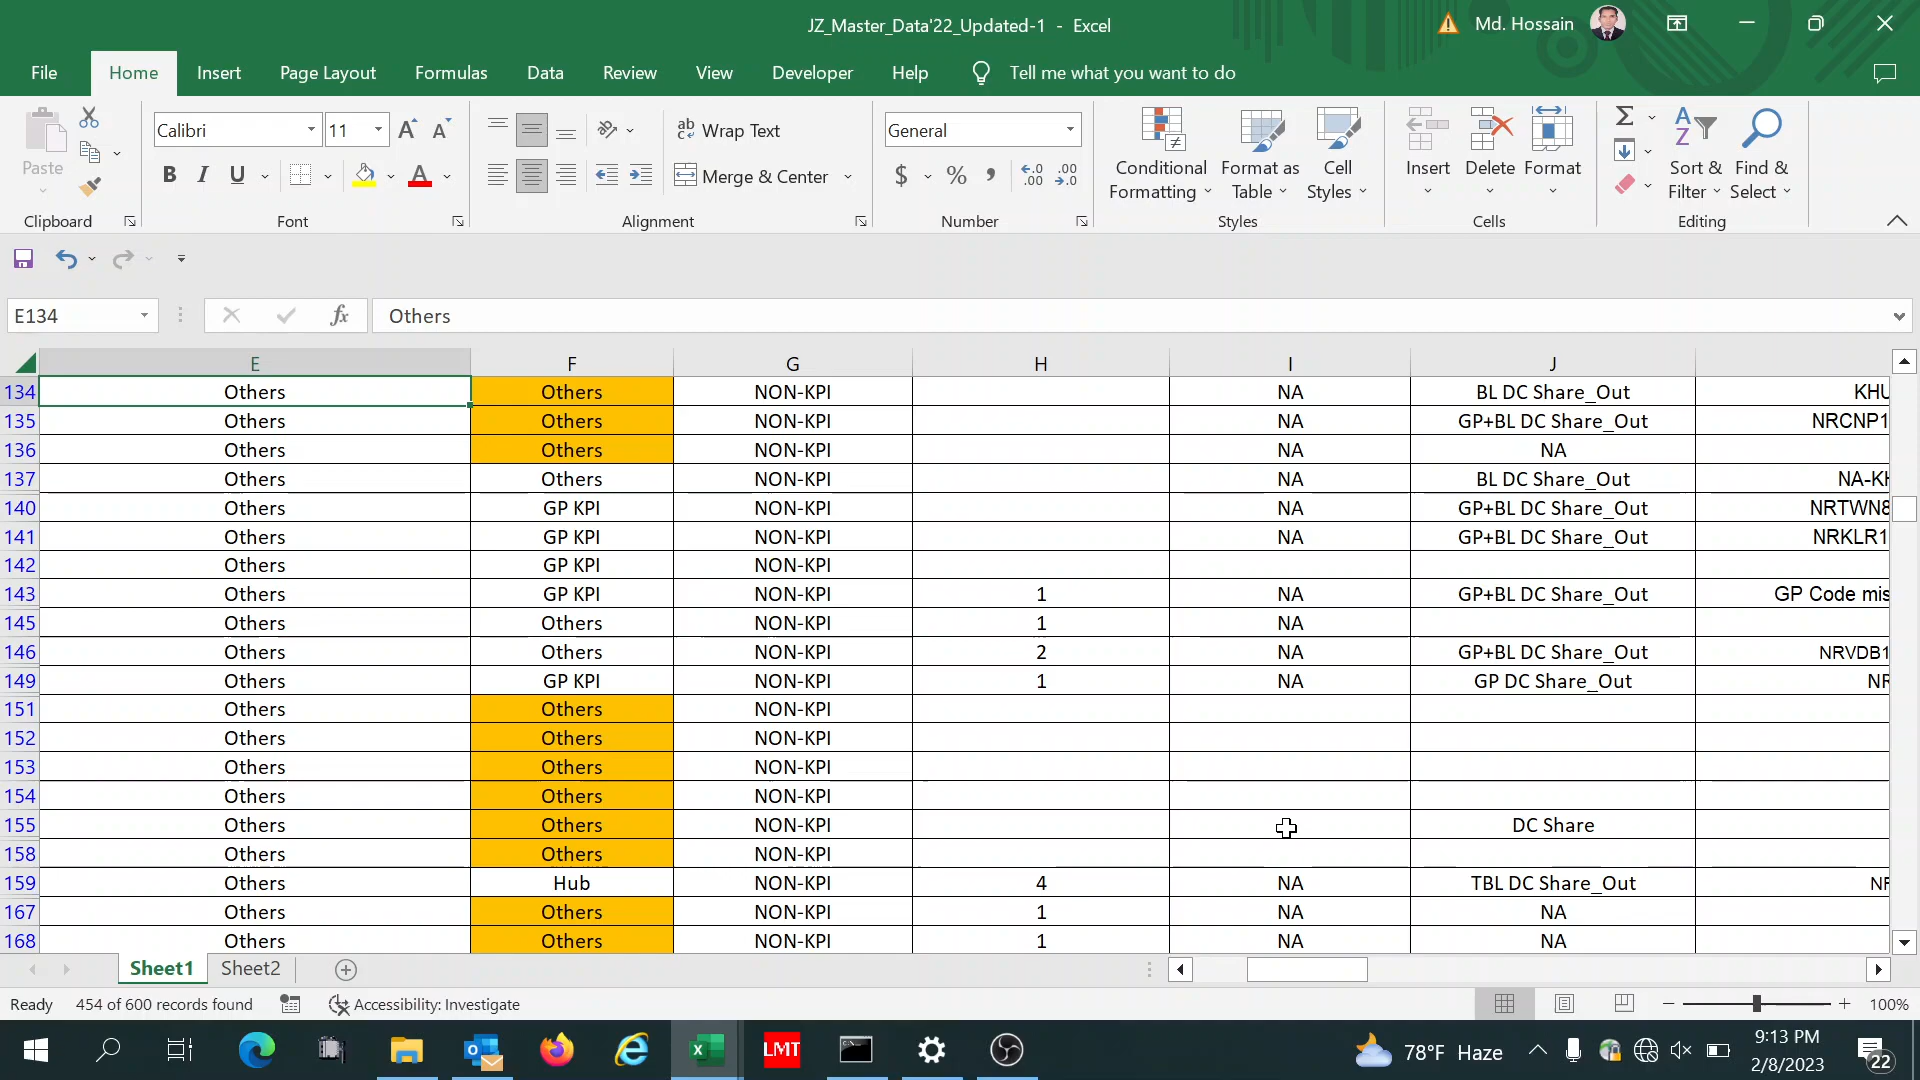 JZ_Master_Data'22_Updated-1 - Excel
Md. Hossain
File Home Insert Page Layout Formulas Data Review View Developer Help Tell me what you want to do
Paste
Calibri 11
Wrap Text
Merge & Center
General
Conditional Formatting
Format as Table
Cell Styles
Insert Delete Format
Sort & Filter
Find & Select
Clipboard Font Alignment Number Styles Cells Editing
E134 fx Others
E F G H I J
134 Others Others NON-KPI NA BL DC Share_Out KHU
135 Others Others NON-KPI NA GP+BL DC Share_Out NRCNP1
136 Others Others NON-KPI NA NA
137 Others Others NON-KPI NA BL DC Share_Out
140 Others GP KPI NON-KPI NA GP+BL DC Share_Out NRTWN8
141 Others GP KPI NON-KPI NA GP+BL DC Share_Out NRKLR1
142 Others GP KPI NON-KPI
143 Others GP KPI NON-KPI 1 NA GP+BL DC Share_Out GP Code mis
145 Others Others NON-KPI 1 NA
146 Others Others NON-KPI 2 NA GP+BL DC Share_Out NRVDB1
149 Others GP KPI NON-KPI 1 NA GP DC Share_Out
151 Others Others NON-KPI
152 Others Others NON-KPI
153 Others Others NON-KPI
154 Others Others NON-KPI
155 Others Others NON-KPI DC Share
158 Others Others NON-KPI
159 Others Hub NON-KPI 4 NA TBL DC Share_Out
167 Others Others NON-KPI 1 NA NA
168 Others Others NON-KPI 1 NA NA
Sheet1 Sheet2
Ready 454 of 600 records found Accessibility: Investigate 100%
LMT
78°F Haze
9:13 PM
2/8/2023
22